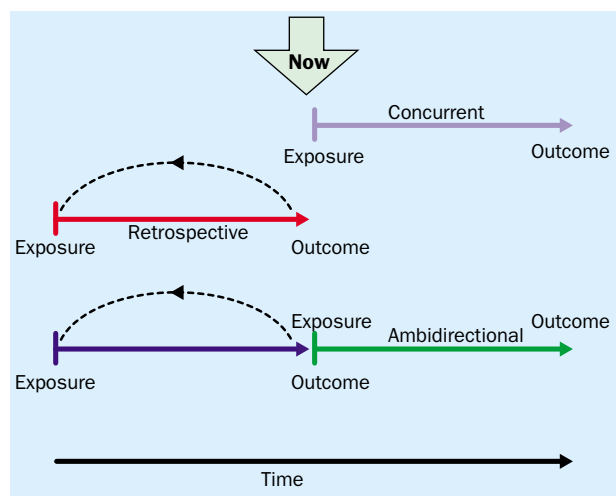 Now
Concurrent
Exposure
Outcome
Retrospective
Exposure
Outcome
Exposure
Outcome
Ambidirectional
Exposure
Outcome
Time